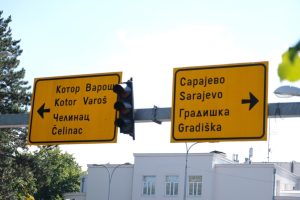 Котор Варош
Kotor Varoš
Челинац
Čelinac
Сарајево
Sarajevo
Градишка
Gradiška